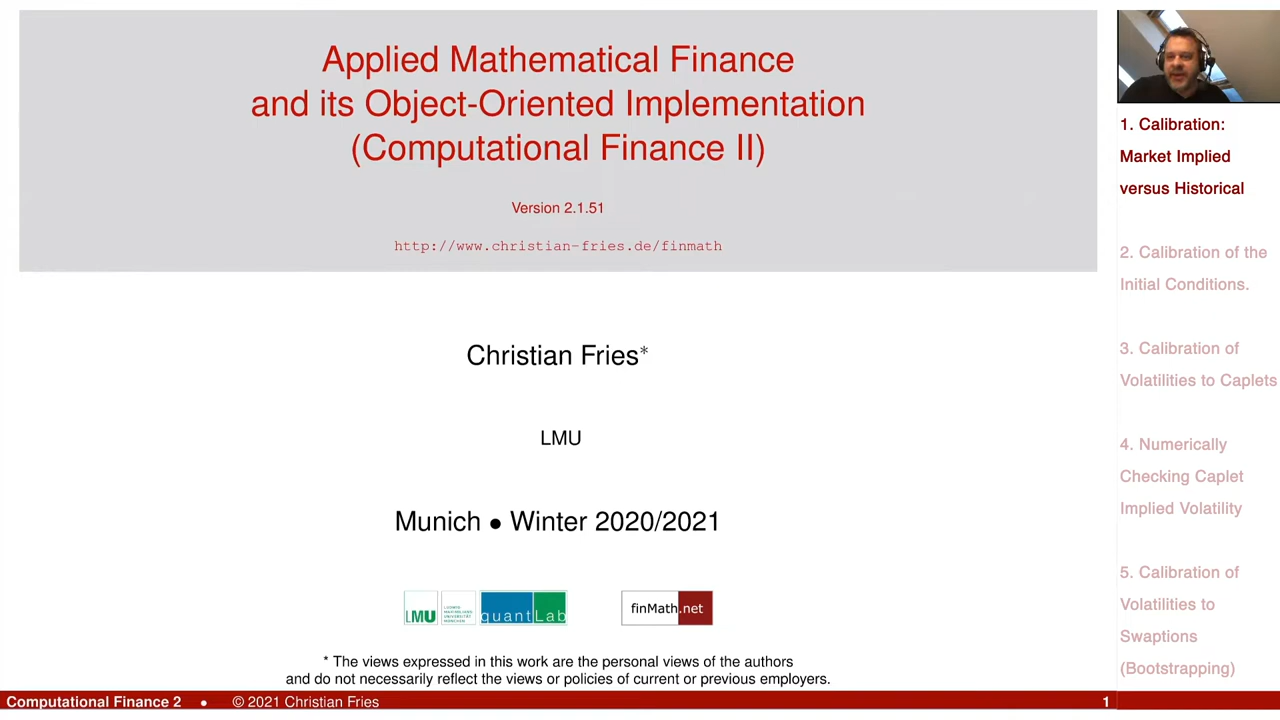 Applied Mathematical Finance
and its Object-Oriented Implementation
(Computational Finance II)
Version 2.1.51
http://www.christian-fries.de/finmath
Christian Fries*
LMU
Munich • Winter 2020/2021
LMU
LUDWIG
MAXIMILIANS
UNIVERSITÄT
MÜNCHEN
quantLab
finMath.net
* The views expressed in this work are the personal views of the authors
and do not necessarily reflect the views or policies of current or previous employers.
Computational Finance 2 • © 2021 Christian Fries 1
1. Calibration:
Market Implied
versus Historical
2. Calibration of the
Initial Conditions.
3. Calibration of
Volatilities to Caplets
4. Numerically
Checking Caplet
Implied Volatility
5. Calibration of
Volatilities to
Swaptions
(Bootstrapping)